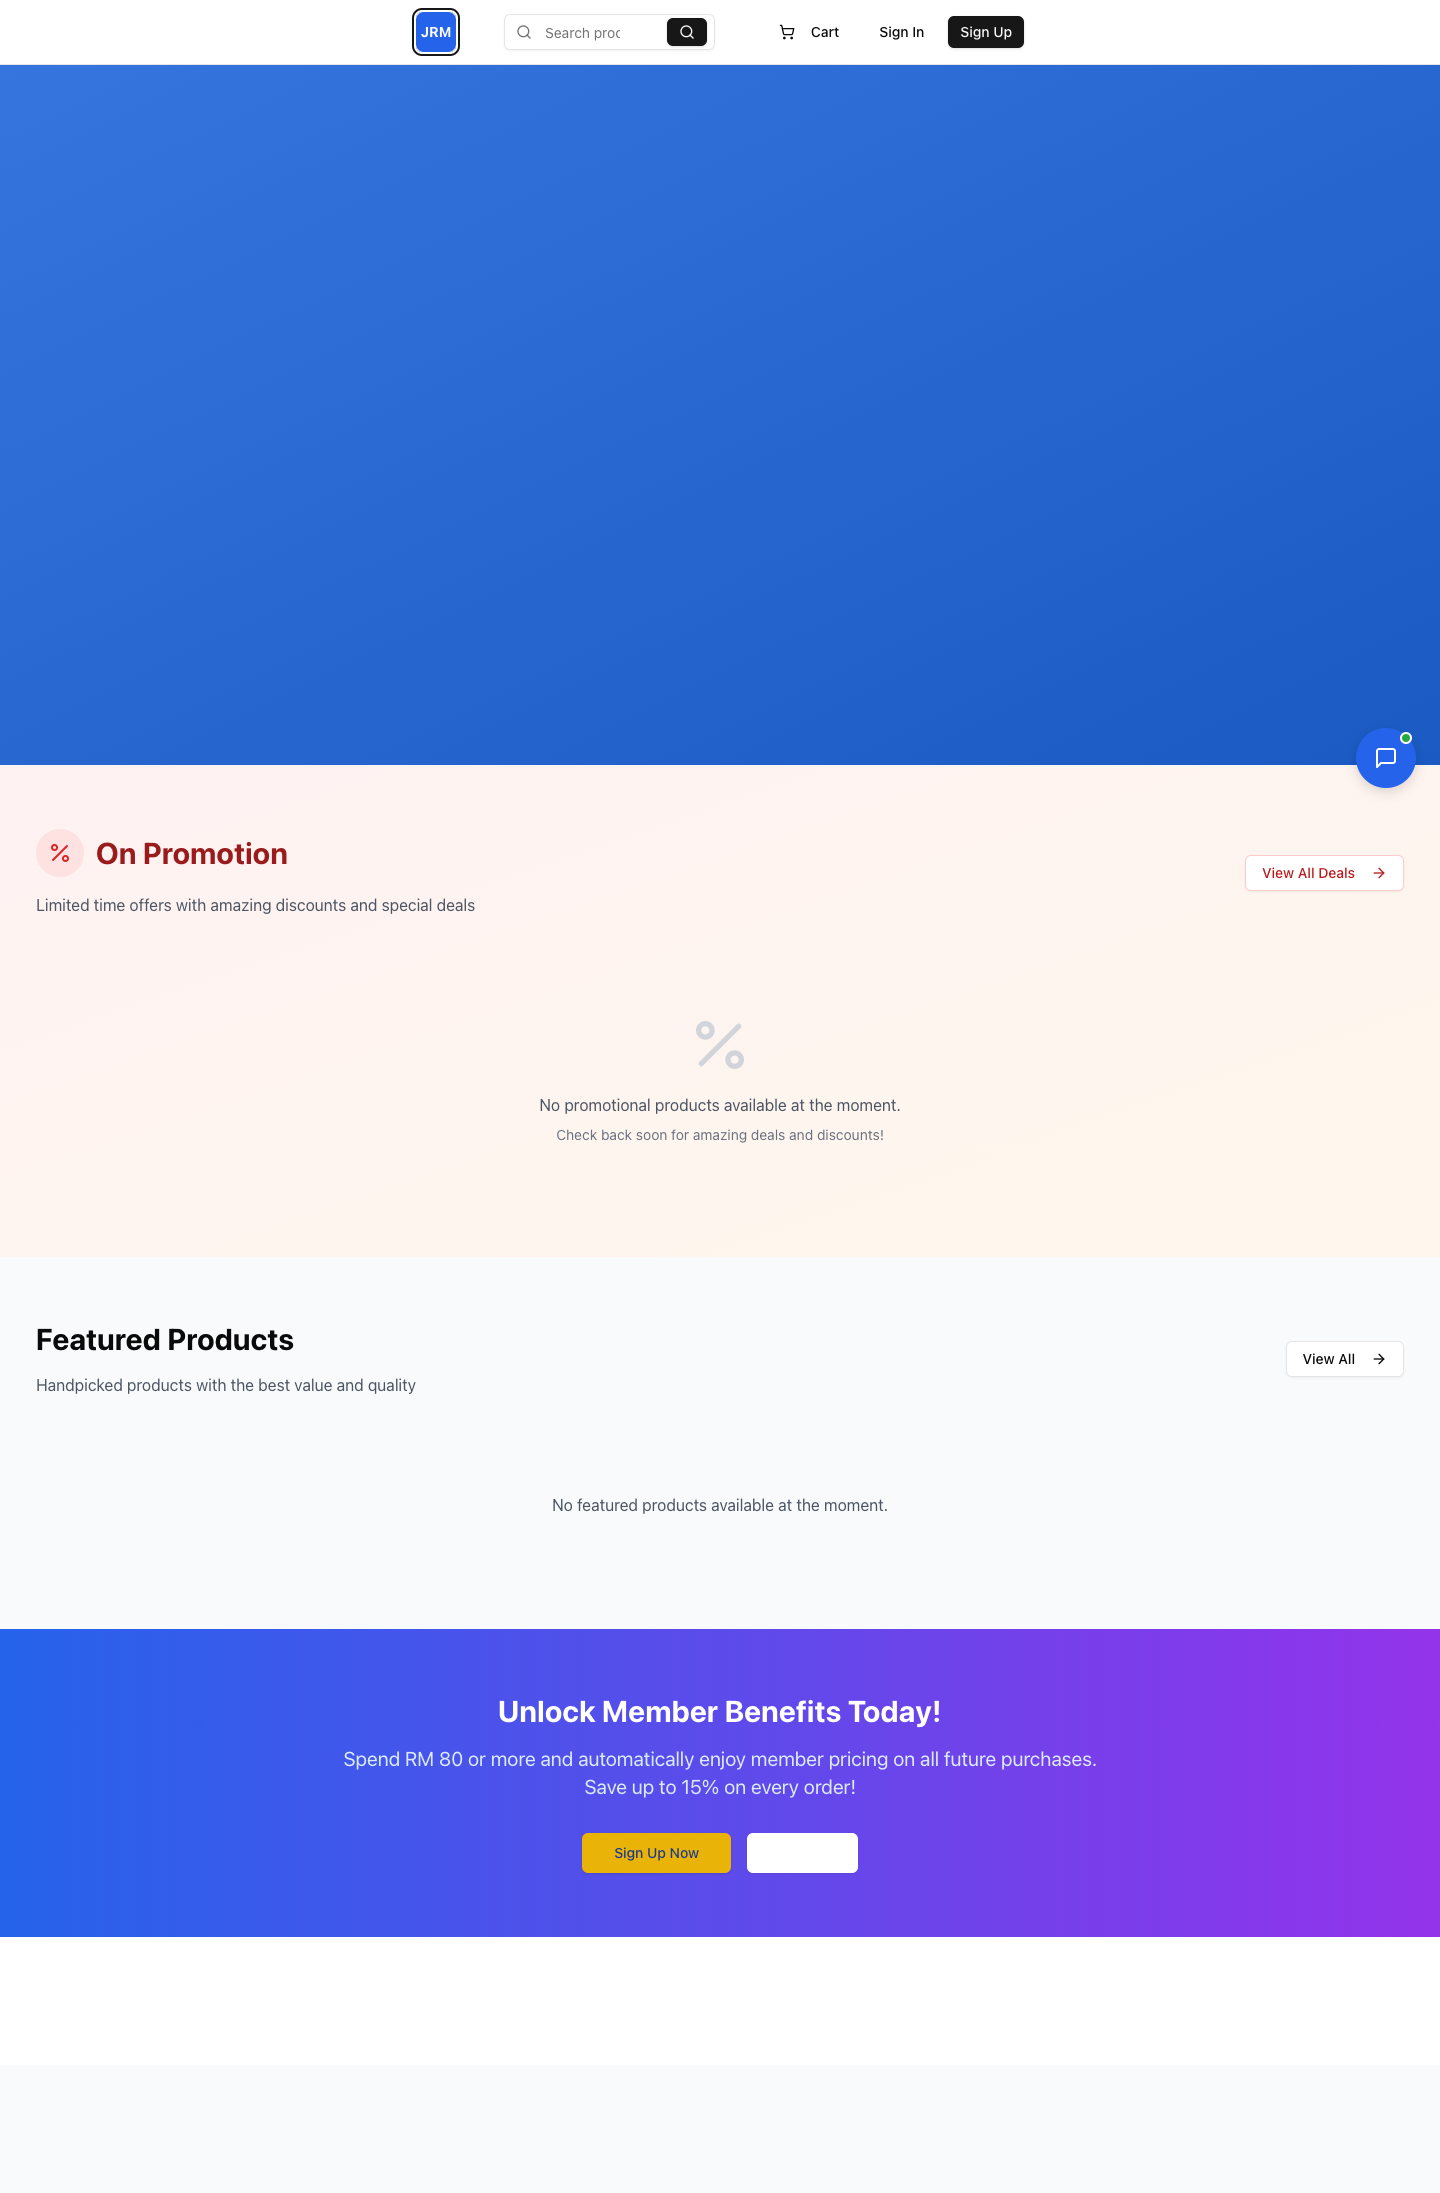 JRM
Search prod
Cart
Sign In
Sign Up
On Promotion
View All Deals
Limited time offers with amazing discounts and special deals
No promotional products available at the moment.
Check back soon for amazing deals and discounts!
Featured Products
View All
Handpicked products with the best value and quality
No featured products available at the moment.
Unlock Member Benefits Today!
Spend RM 80 or more and automatically enjoy member pricing on all future purchases.
Save up to 15% on every order!
Sign Up Now